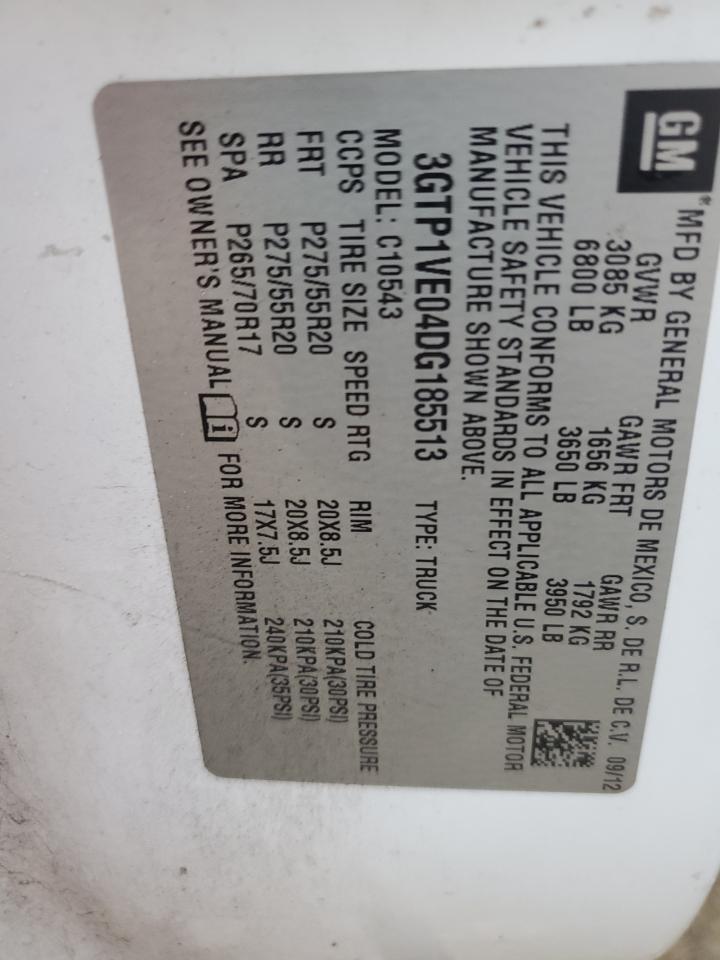 GM
®MFD BY GENERAL MOTORS DE MEXICO, S. DE R.L. DE C.V. 09/12
GVWR GAWR FRT GAWR RR
3085 KG 1656 KG 1792 KG
6800 LB 3650 LB 3950 LB
THIS VEHICLE CONFORMS TO ALL APPLICABLE U.S. FEDERAL MOTOR
VEHICLE SAFETY STANDARDS IN EFFECT ON THE DATE OF
MANUFACTURE SHOWN ABOVE.
3GTP1VE04DG185513 TYPE: TRUCK
MODEL: C10543
CCPS TIRE SIZE SPEED RTG RIM COLD TIRE PRESSURE
FRT P275/55R20 S 20X8.5J 210KPA(30PSI)
RR P275/55R20 S 20X8.5J 210KPA(30PSI)
SPA P265/70R17 S 17X7.5J 240KPA(35PSI)
SEE OWNER'S MANUAL i FOR MORE INFORMATION.